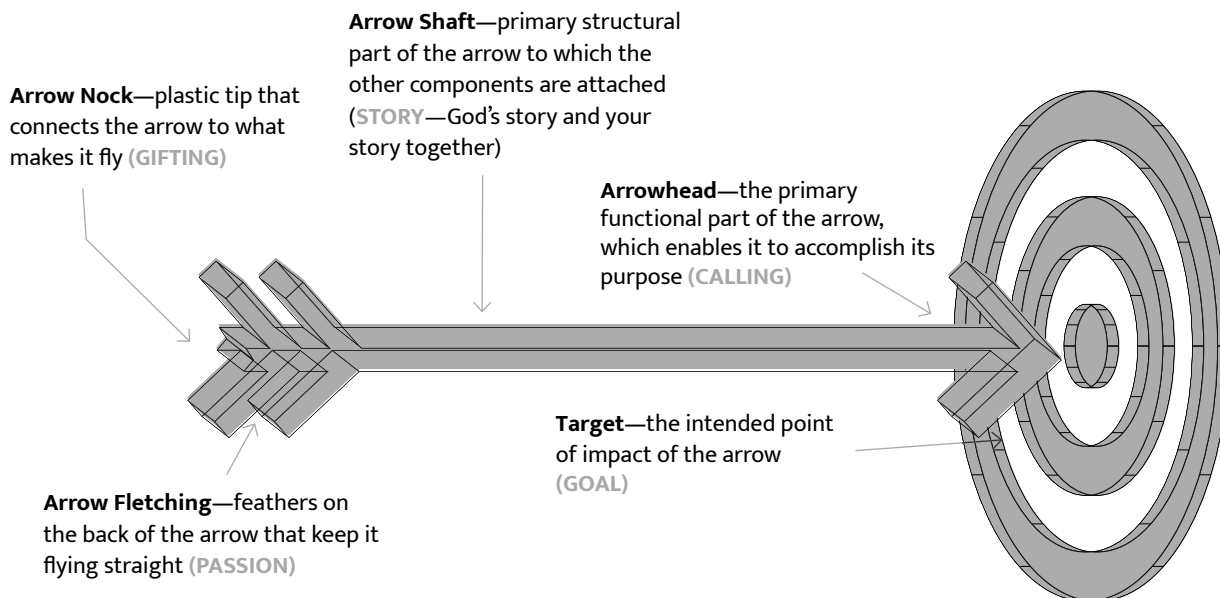 Arrow Shaft—primary structural
part of the arrow to which the
other components are attached
(STORY—God’s story and your
story together)
Arrow Nock—plastic tip that
connects the arrow to what
makes it fly (GIFTING)
Arrowhead—the primary
functional part of the arrow,
which enables it to accomplish its
purpose (CALLING)
Target—the intended point
of impact of the arrow
(GOAL)
Arrow Fletching—feathers on
the back of the arrow that keep it
flying straight (PASSION)